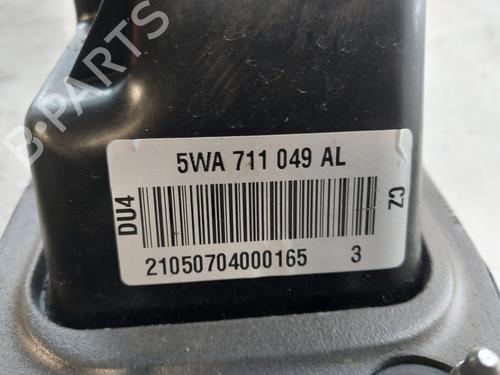 B-PARTS
5WA 711 049 AL
DU4
CZ
21050704000165 3